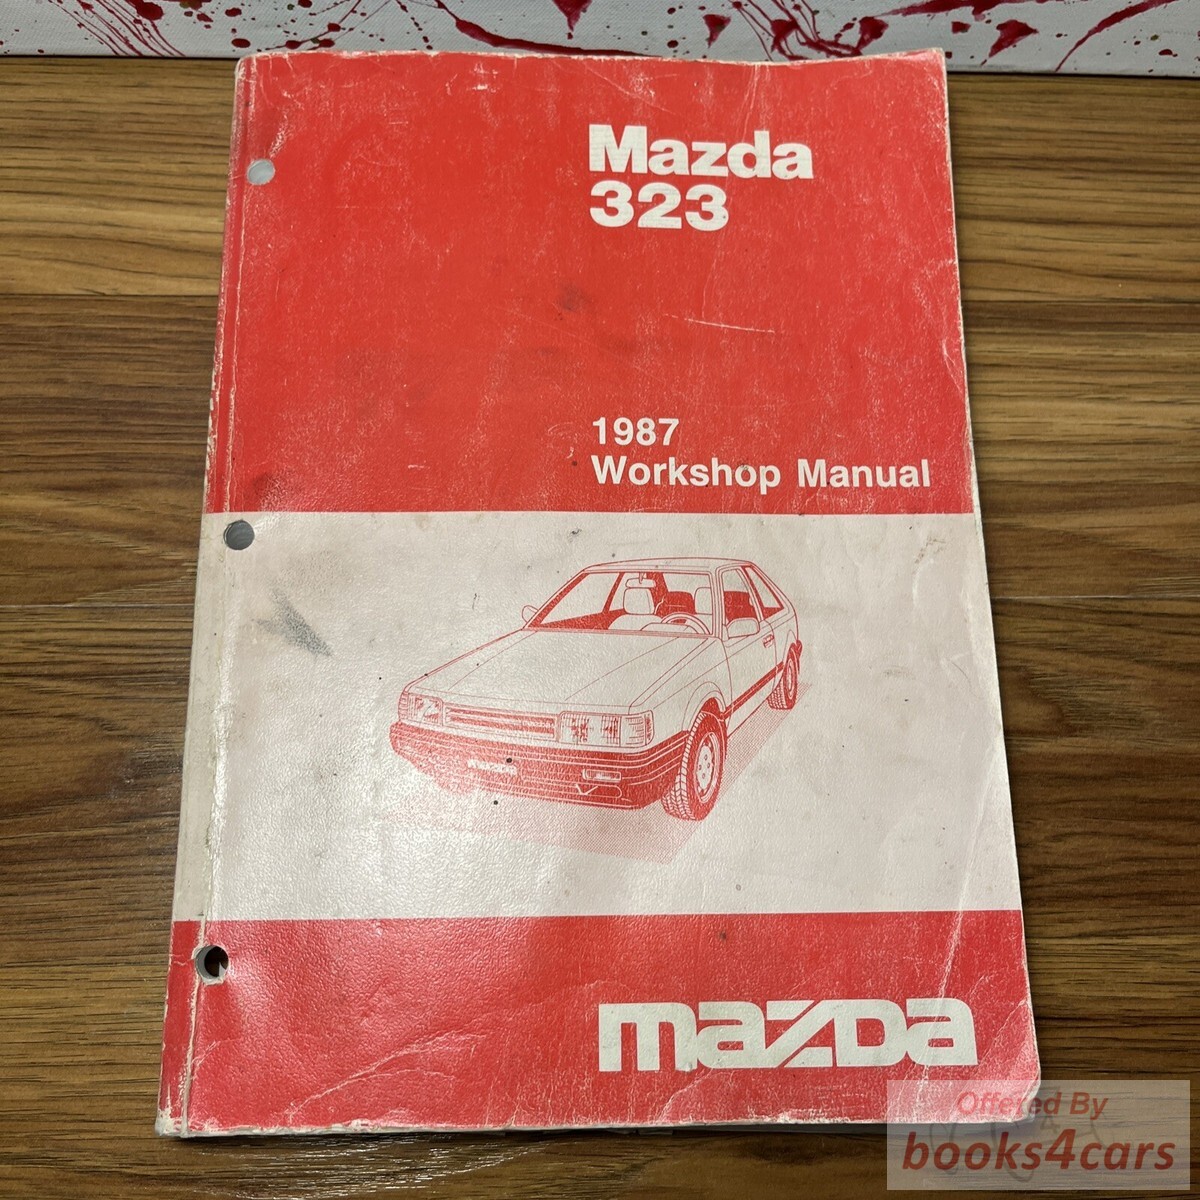 Mazda
323
1987
Workshop Manual
mazda
Offered By
books4cars